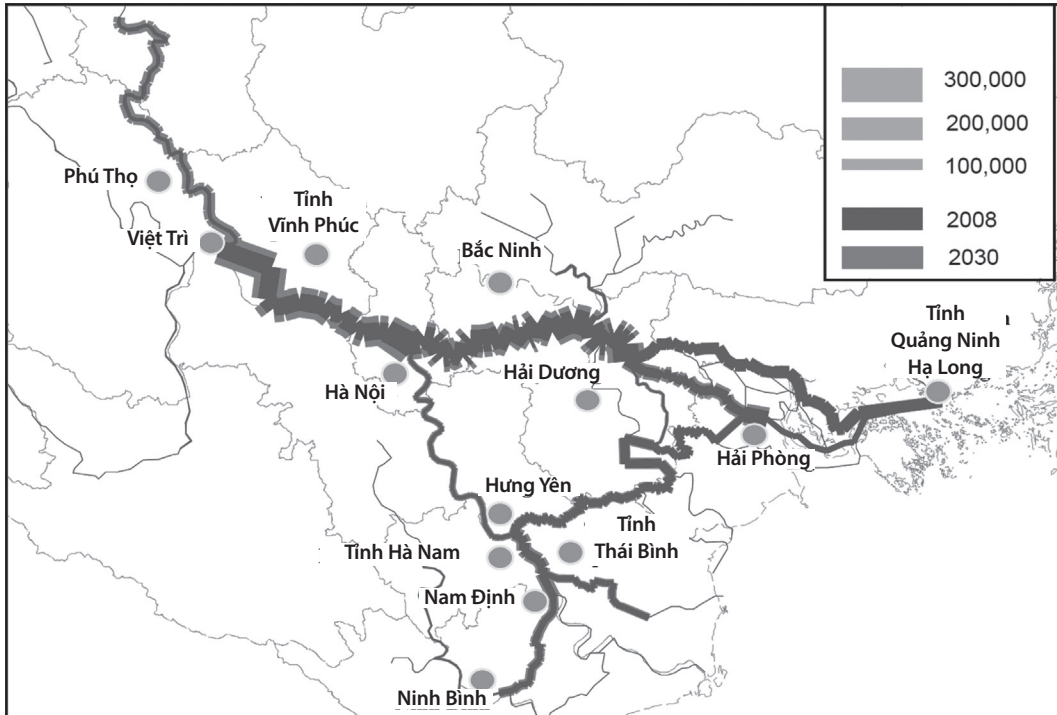 300,000
200,000
100,000
2008
2030
Phú Thọ
Tỉnh
Vĩnh Phúc
Việt Trì
Bắc Ninh
Tỉnh
Quảng Ninh
Hạ Long
Hà Nội
Hải Dương
Hải Phòng
Hưng Yên
Tỉnh
Thái Bình
Tỉnh Hà Nam
Nam Định
Ninh Bình